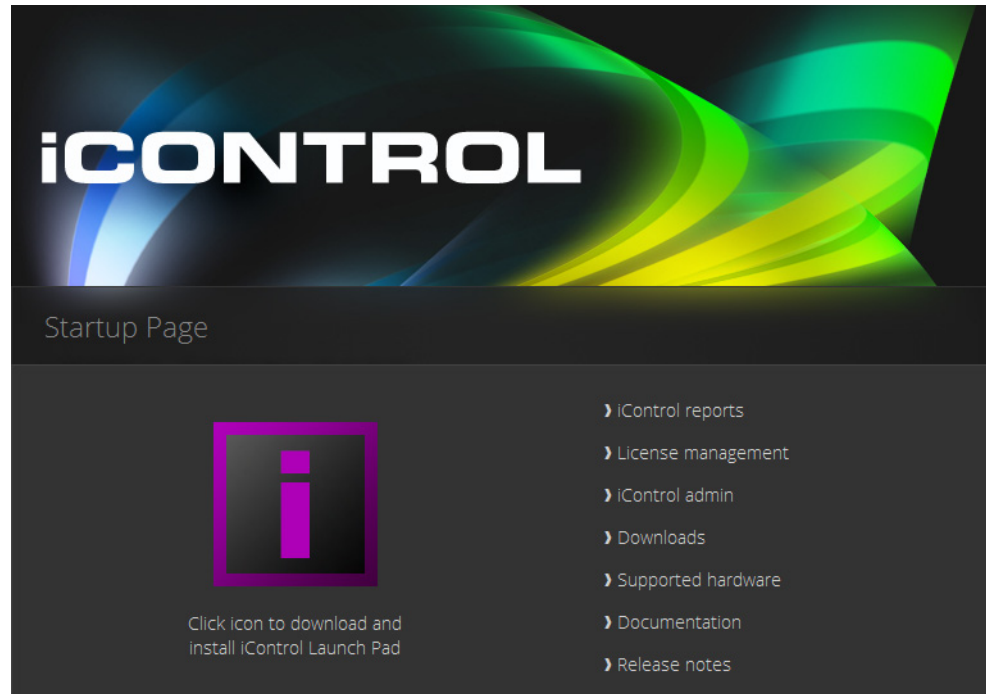 iCONTROL
Startup Page
Click icon to download and
install iControl Launch Pad
iControl reports
License management
iControl admin
Downloads
Supported hardware
Documentation
Release notes